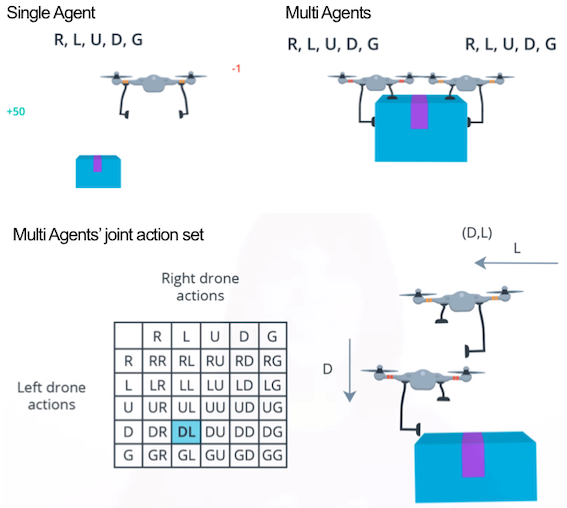 Single Agent
Multi Agents
R, L, U, D, G
R, L, U, D, G
R, L, U, D, G
-1
+50
Multi Agents' joint action set
(D,L)
L
Right drone
actions
R L U D G
R RR RL RU RD RG
L LR LL LU LD LG
U UR UL UU UD UG
D DR DL DU DD DG
G GR GL GU GD GG
Left drone
actions
D